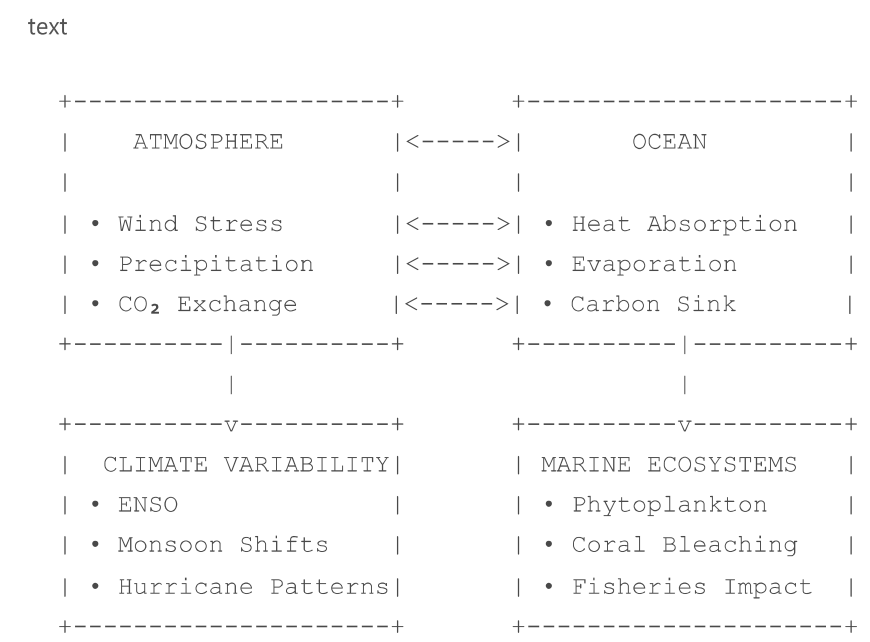 text
+---------------------+       +---------------------+
|    ATMOSPHERE       |<----->|       OCEAN         |
|                     |       |                     |
| • Wind Stress       |<----->| • Heat Absorption   |
| • Precipitation     |<----->| • Evaporation       |
| • CO₂ Exchange      |<----->| • Carbon Sink       |
+----------|----------+       +----------|----------+
           |                             |
+----------v----------+       +----------v----------+
|  CLIMATE VARIABILITY|       | MARINE ECOSYSTEMS   |
| • ENSO              |       | • Phytoplankton     |
| • Monsoon Shifts    |       | • Coral Bleaching   |
| • Hurricane Patterns|       | • Fisheries Impact  |
+---------------------+       +---------------------+